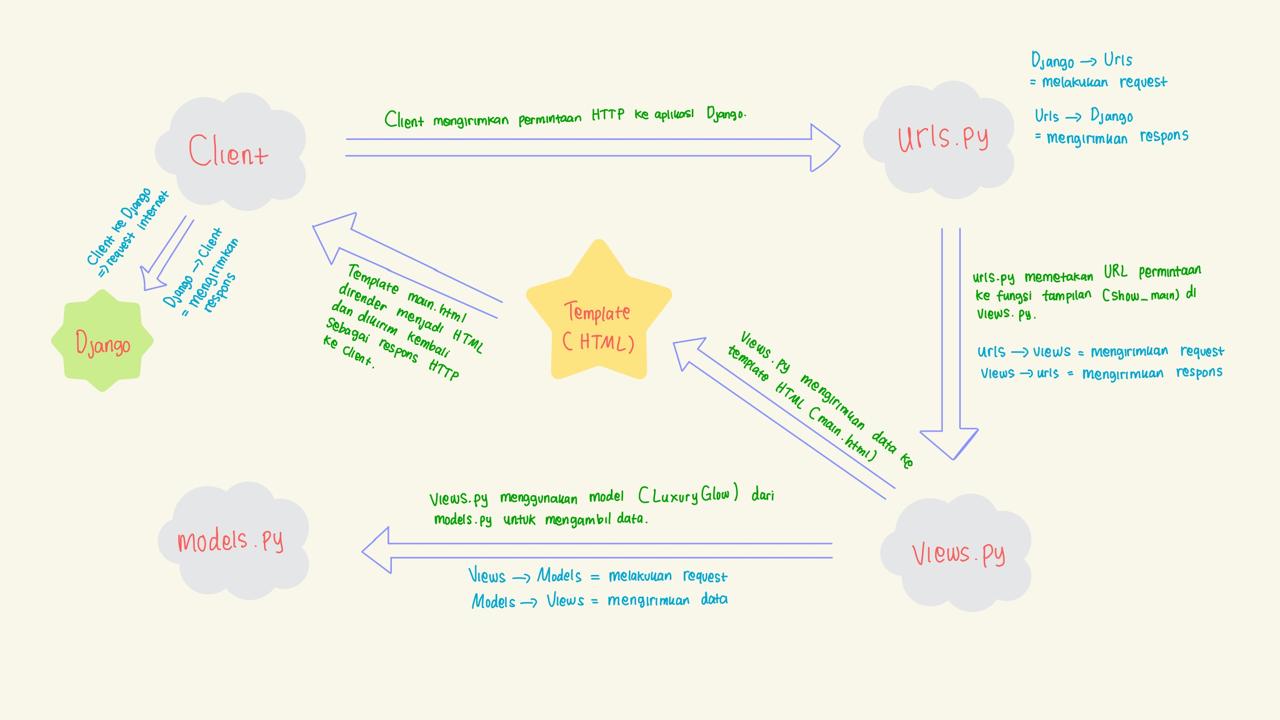 Client
Client mengirimkan permintaan HTTP ke aplikasi Django.
Urls.py
Django → Urls
= melakukan request
Urls → Django
= mengirimkan respons
Client ke Django
=> request internet
Django → Client
= mengirimkan
respons
Django
Template main.html
dirender menjadi HTML
dan dikirim kembali
sebagai respons HTTP
ke client.
Template
(HTML)
Views.py mengirimkan data ke
template HTML (main.html)
urls.py memetakan URL permintaan
ke fungsi tampilan (show_main) di
views.py.
Urls → views = mengirimkan request
Views → urls = mengirimkan respons
models.py
Views.py menggunakan model (LuxuryGlow) dari
models.py untuk mengambil data.
Views → Models = melakukan request
Models → Views = mengirimkan data
Views.py